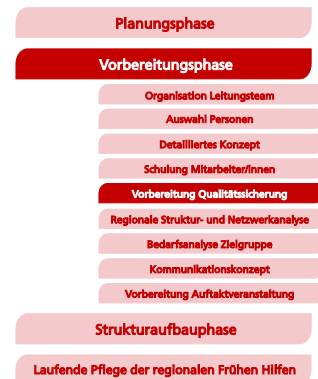 Planungsphase
Vorbereitungsphase
Organisation Leitungsteam
Auswahl Personen
Detailliertes Konzept
Schulung Mitarbeiter/innen
Vorbereitung Qualitätssicherung
Regionale Struktur- und Netzwerkanalyse
Bedarfsanalyse Zielgruppe
Kommunikationskonzept
Vorbereitung Auftaktveranstaltung
Strukturaufbauphase
Laufende Pflege der regionalen Frühen Hilfen